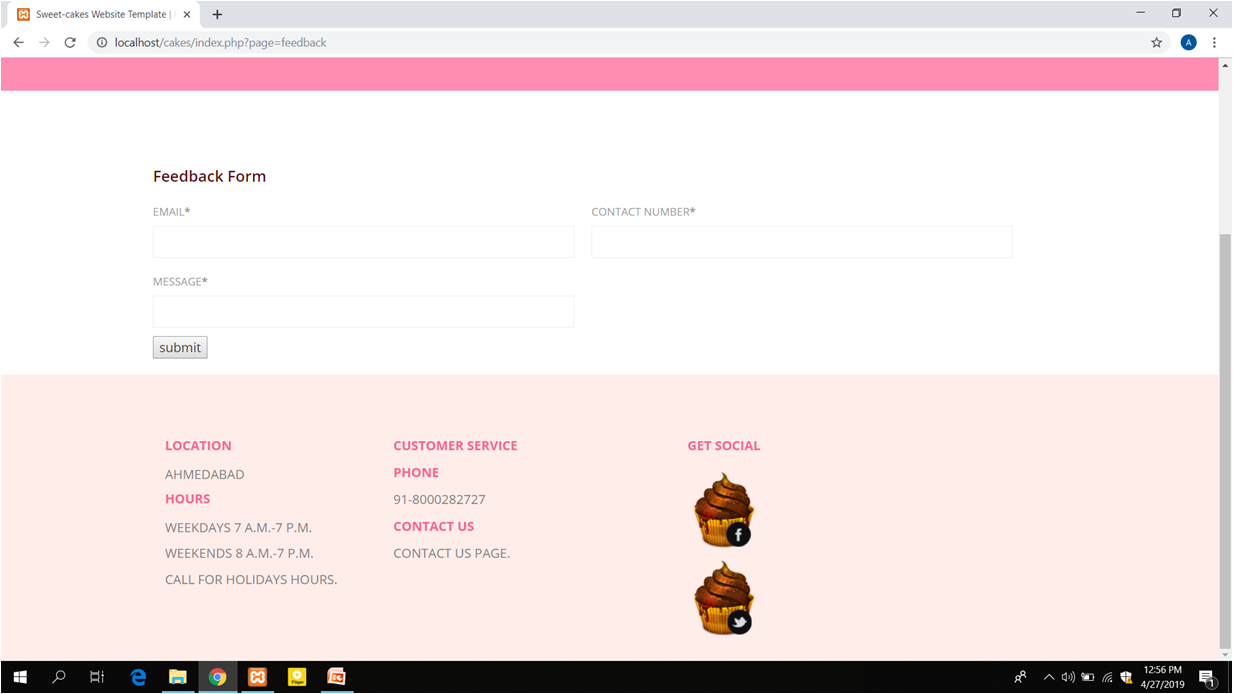 Sweet-cakes Website Template |
localhost/cakes/index.php?page=feedback
A
Feedback Form
EMAIL*
CONTACT NUMBER*
MESSAGE*
submit
LOCATION
AHMEDABAD
HOURS
WEEKDAYS 7 A.M.-7 P.M.
WEEKENDS 8 A.M.-7 P.M.
CALL FOR HOLIDAYS HOURS.
CUSTOMER SERVICE
PHONE
91-8000282727
CONTACT US
CONTACT US PAGE.
GET SOCIAL
f
12:56 PM
4/27/2019
1